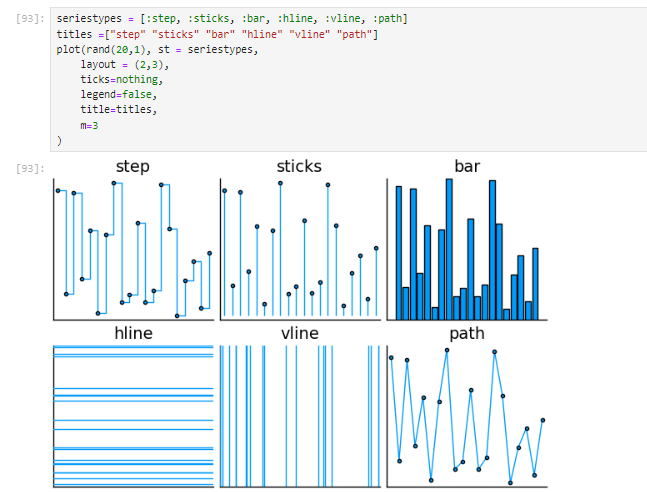 [93]: seriestypes = [:step, :sticks, :bar, :hline, :vline, :path]
titles =["step" "sticks" "bar" "hline" "vline" "path"]
plot(rand(20,1), st = seriestypes,
    layout = (2,3),
    ticks=nothing,
    legend=false,
    title=titles,
    m=3
)
[93]:
step sticks bar
hline vline path